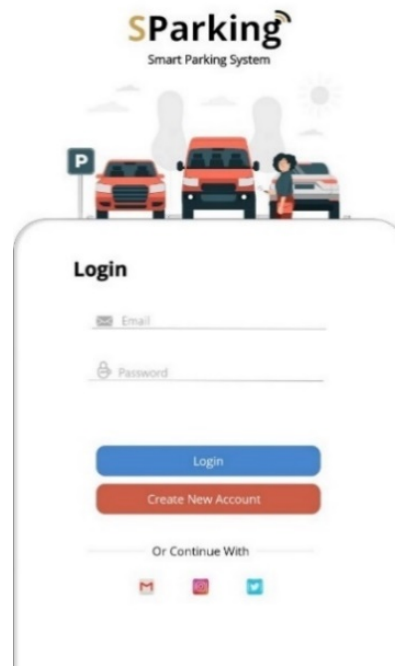 SParking
Smart Parking System
P
Login
Email
Password
Login
Create New Account
Or Continue With